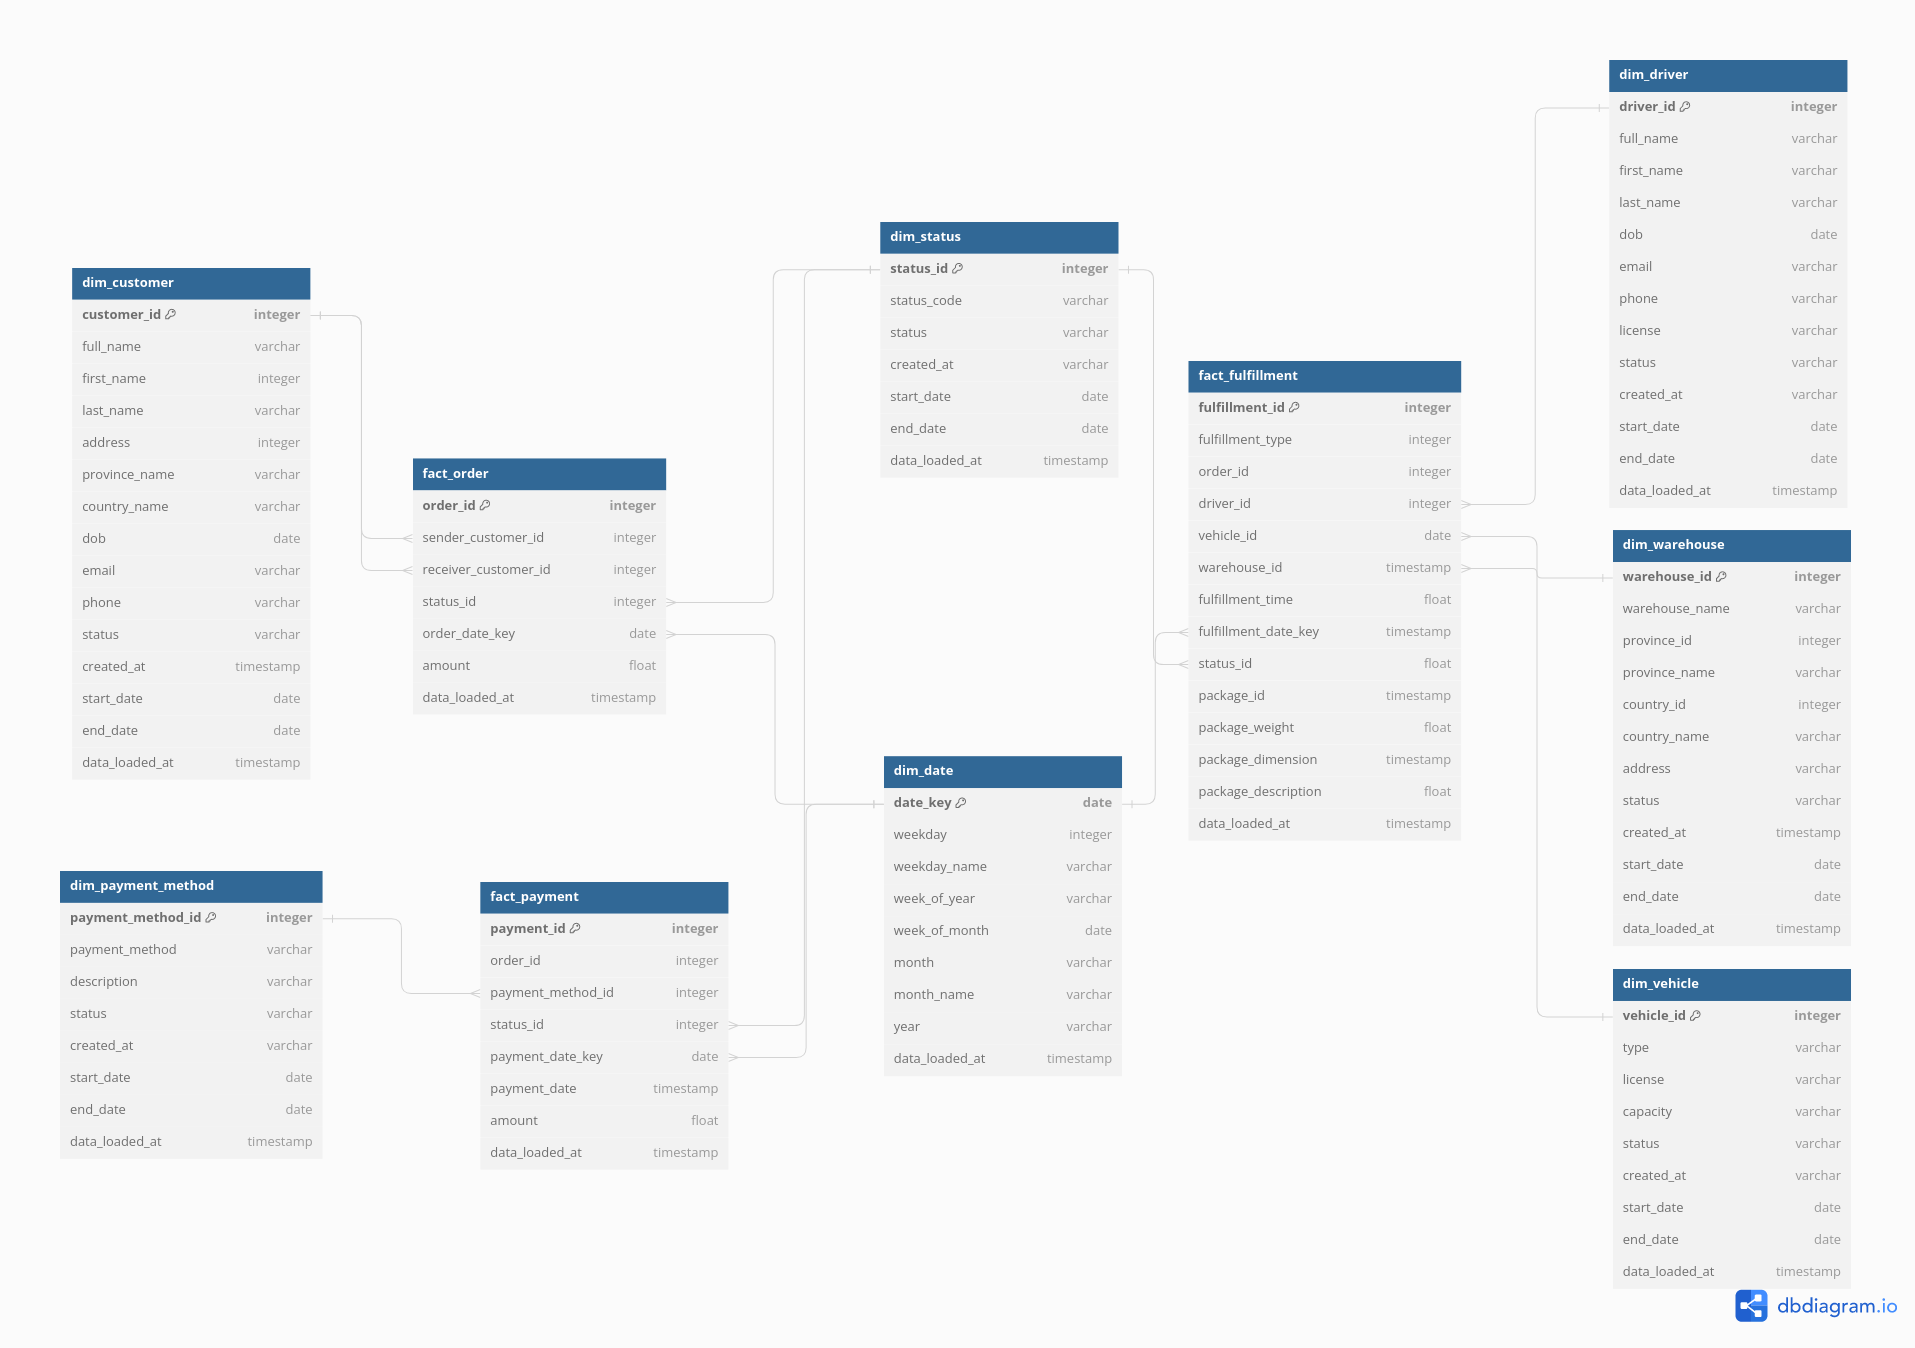 dim_driver
driver_id integer
full_name varchar
first_name varchar
last_name varchar
dob date
email varchar
phone varchar
license varchar
status varchar
created_at varchar
start_date date
end_date date
data_loaded_at timestamp
dim_status
status_id integer
status_code varchar
status varchar
created_at varchar
start_date date
end_date date
data_loaded_at timestamp
dim_customer
customer_id integer
full_name varchar
first_name integer
last_name varchar
address integer
province_name varchar
country_name varchar
dob date
email varchar
phone varchar
status varchar
created_at timestamp
start_date date
end_date date
data_loaded_at timestamp
fact_order
order_id integer
sender_customer_id integer
receiver_customer_id integer
status_id integer
order_date_key date
amount float
data_loaded_at timestamp
fact_fulfillment
fulfillment_id integer
fulfillment_type integer
order_id integer
driver_id integer
vehicle_id date
warehouse_id timestamp
fulfillment_time float
fulfillment_date_key timestamp
status_id float
package_id timestamp
package_weight float
package_dimension timestamp
package_description float
data_loaded_at timestamp
dim_warehouse
warehouse_id integer
warehouse_name varchar
province_id integer
province_name varchar
country_id integer
country_name varchar
address varchar
status varchar
created_at timestamp
start_date date
end_date date
data_loaded_at timestamp
dim_date
date_key date
weekday integer
weekday_name varchar
week_of_year varchar
week_of_month date
month varchar
month_name varchar
year varchar
data_loaded_at timestamp
dim_payment_method
payment_method_id integer
payment_method varchar
description varchar
status varchar
created_at varchar
start_date date
end_date date
data_loaded_at timestamp
fact_payment
payment_id integer
order_id integer
payment_method_id integer
status_id integer
payment_date_key date
payment_date timestamp
amount float
data_loaded_at timestamp
dim_vehicle
vehicle_id integer
type varchar
license varchar
capacity varchar
status varchar
created_at varchar
start_date date
end_date date
data_loaded_at timestamp
dbdiagram.io